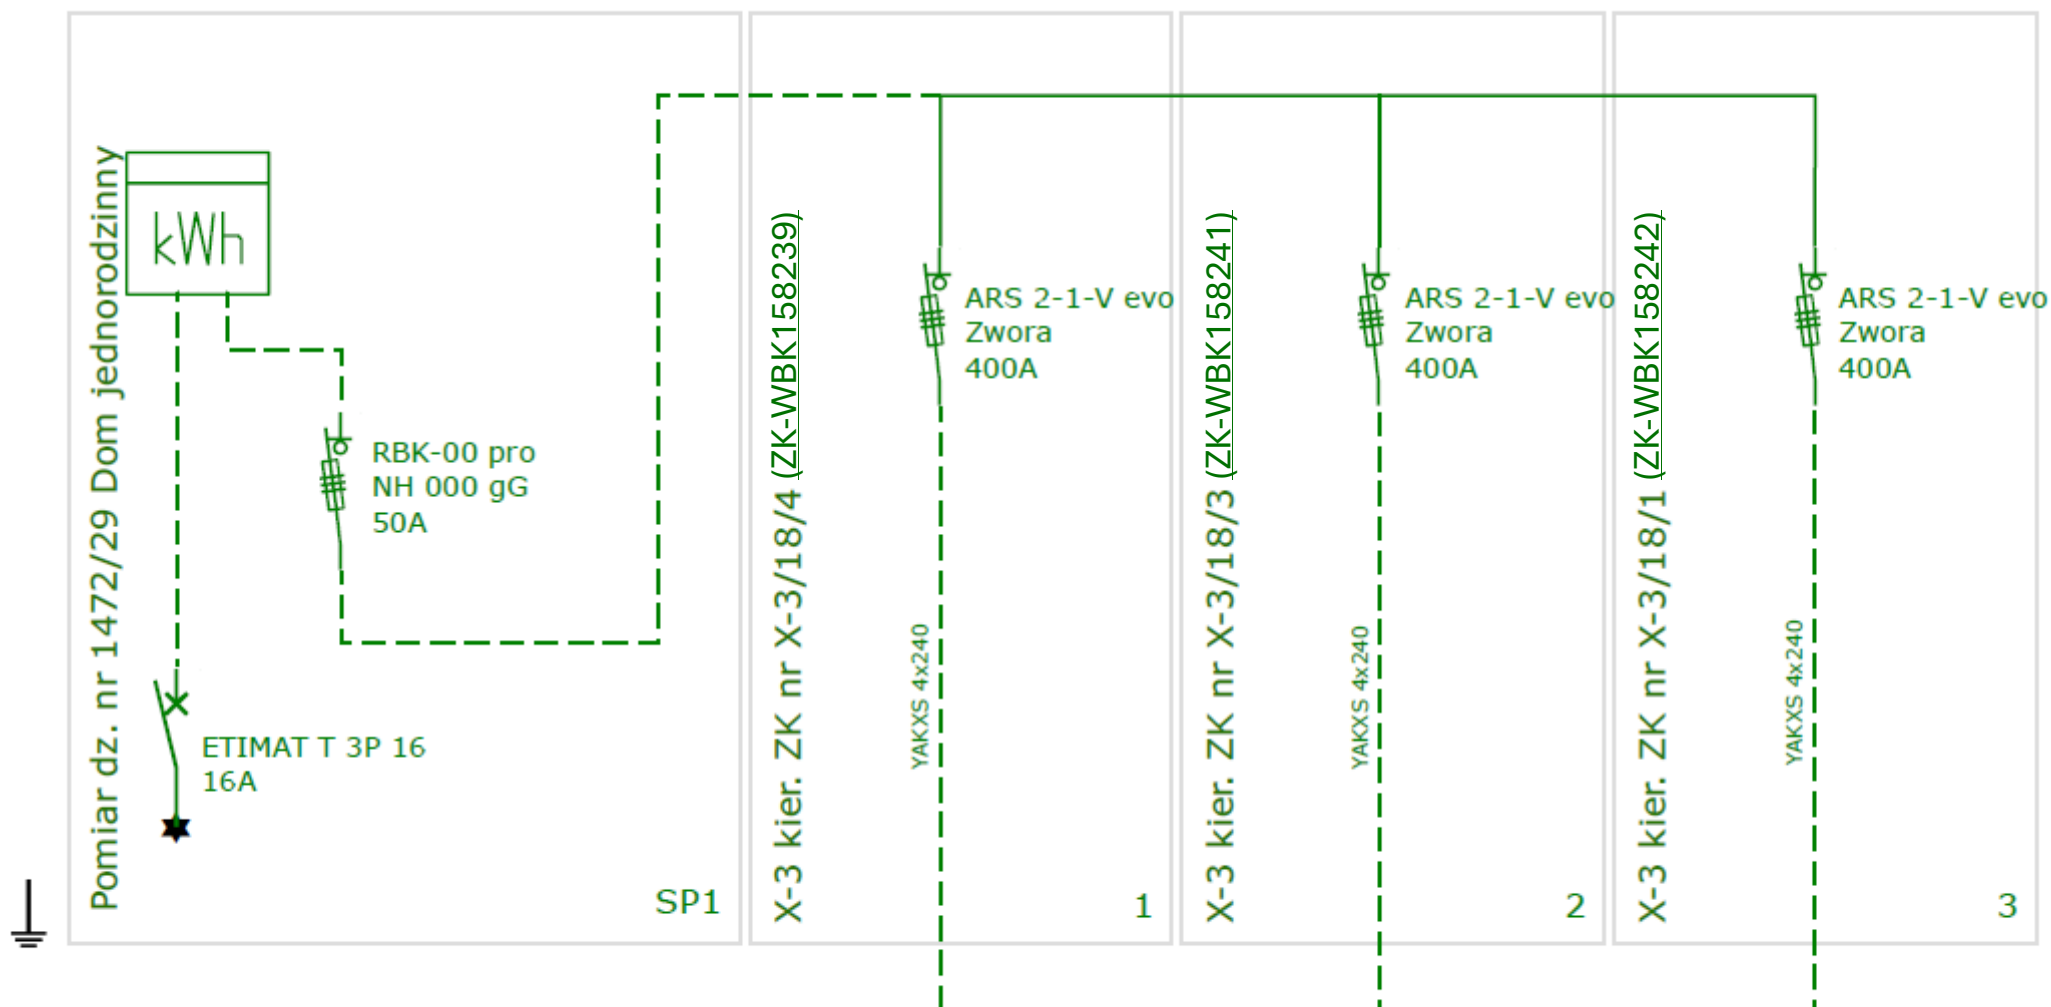 Pomiar dz. nr 1472/29 Dom jednorodzinny
kWh
RBK-00 pro
NH 000 gG
50A
ETIMAT T 3P 16
16A
SP1
X-3 kier. ZK nr X-3/18/4 (ZK-WBK158239)
ARS 2-1-V evo
Zwora
400A
YAKXS 4x240
1
X-3 kier. ZK nr X-3/18/3 (ZK-WBK158241)
ARS 2-1-V evo
Zwora
400A
YAKXS 4x240
2
X-3 kier. ZK nr X-3/18/1 (ZK-WBK158242)
ARS 2-1-V evo
Zwora
400A
YAKXS 4x240
3